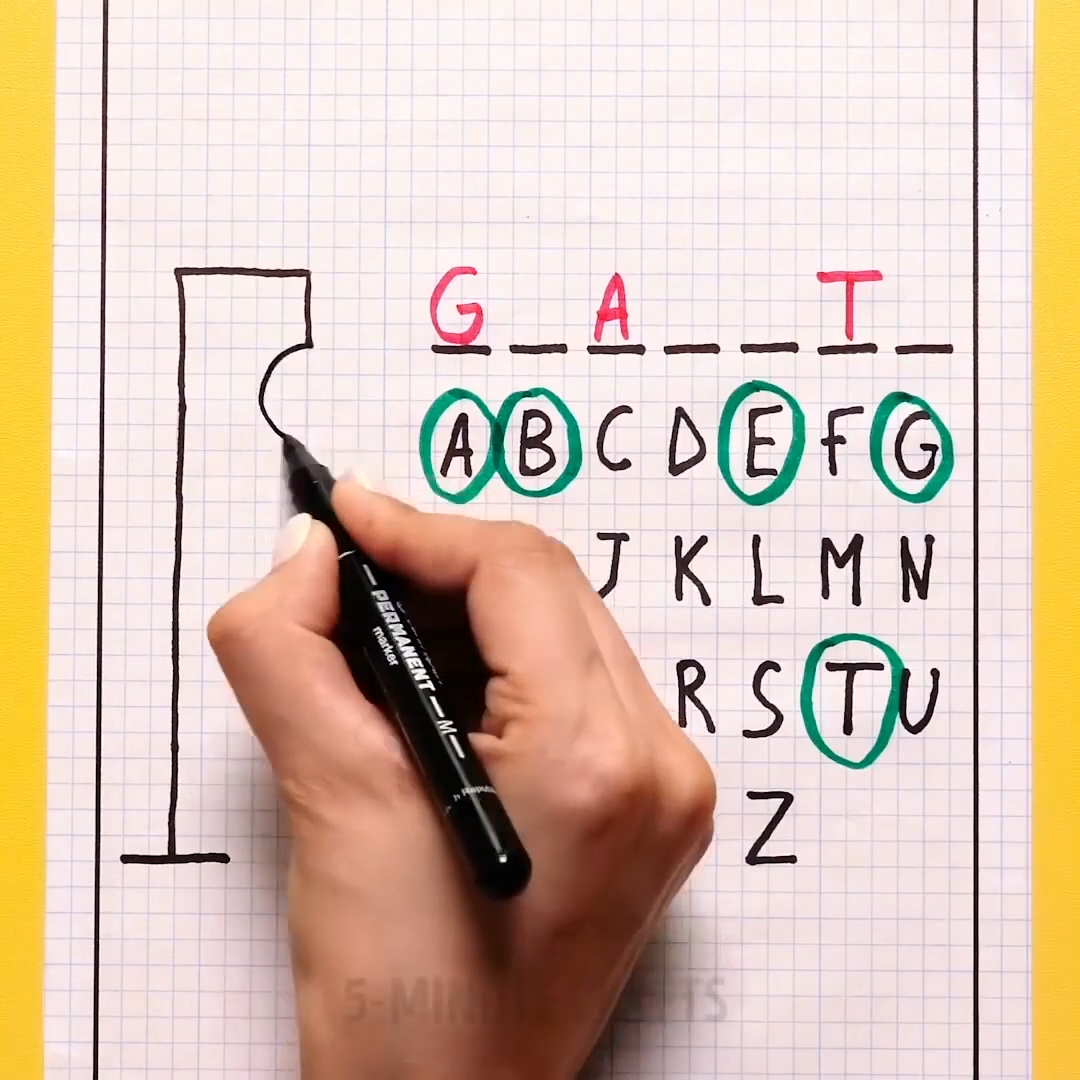 G _ A _ _ T _
A B C D E F G
J K L M N
R S T U
Z
PERMANENT
marker
M